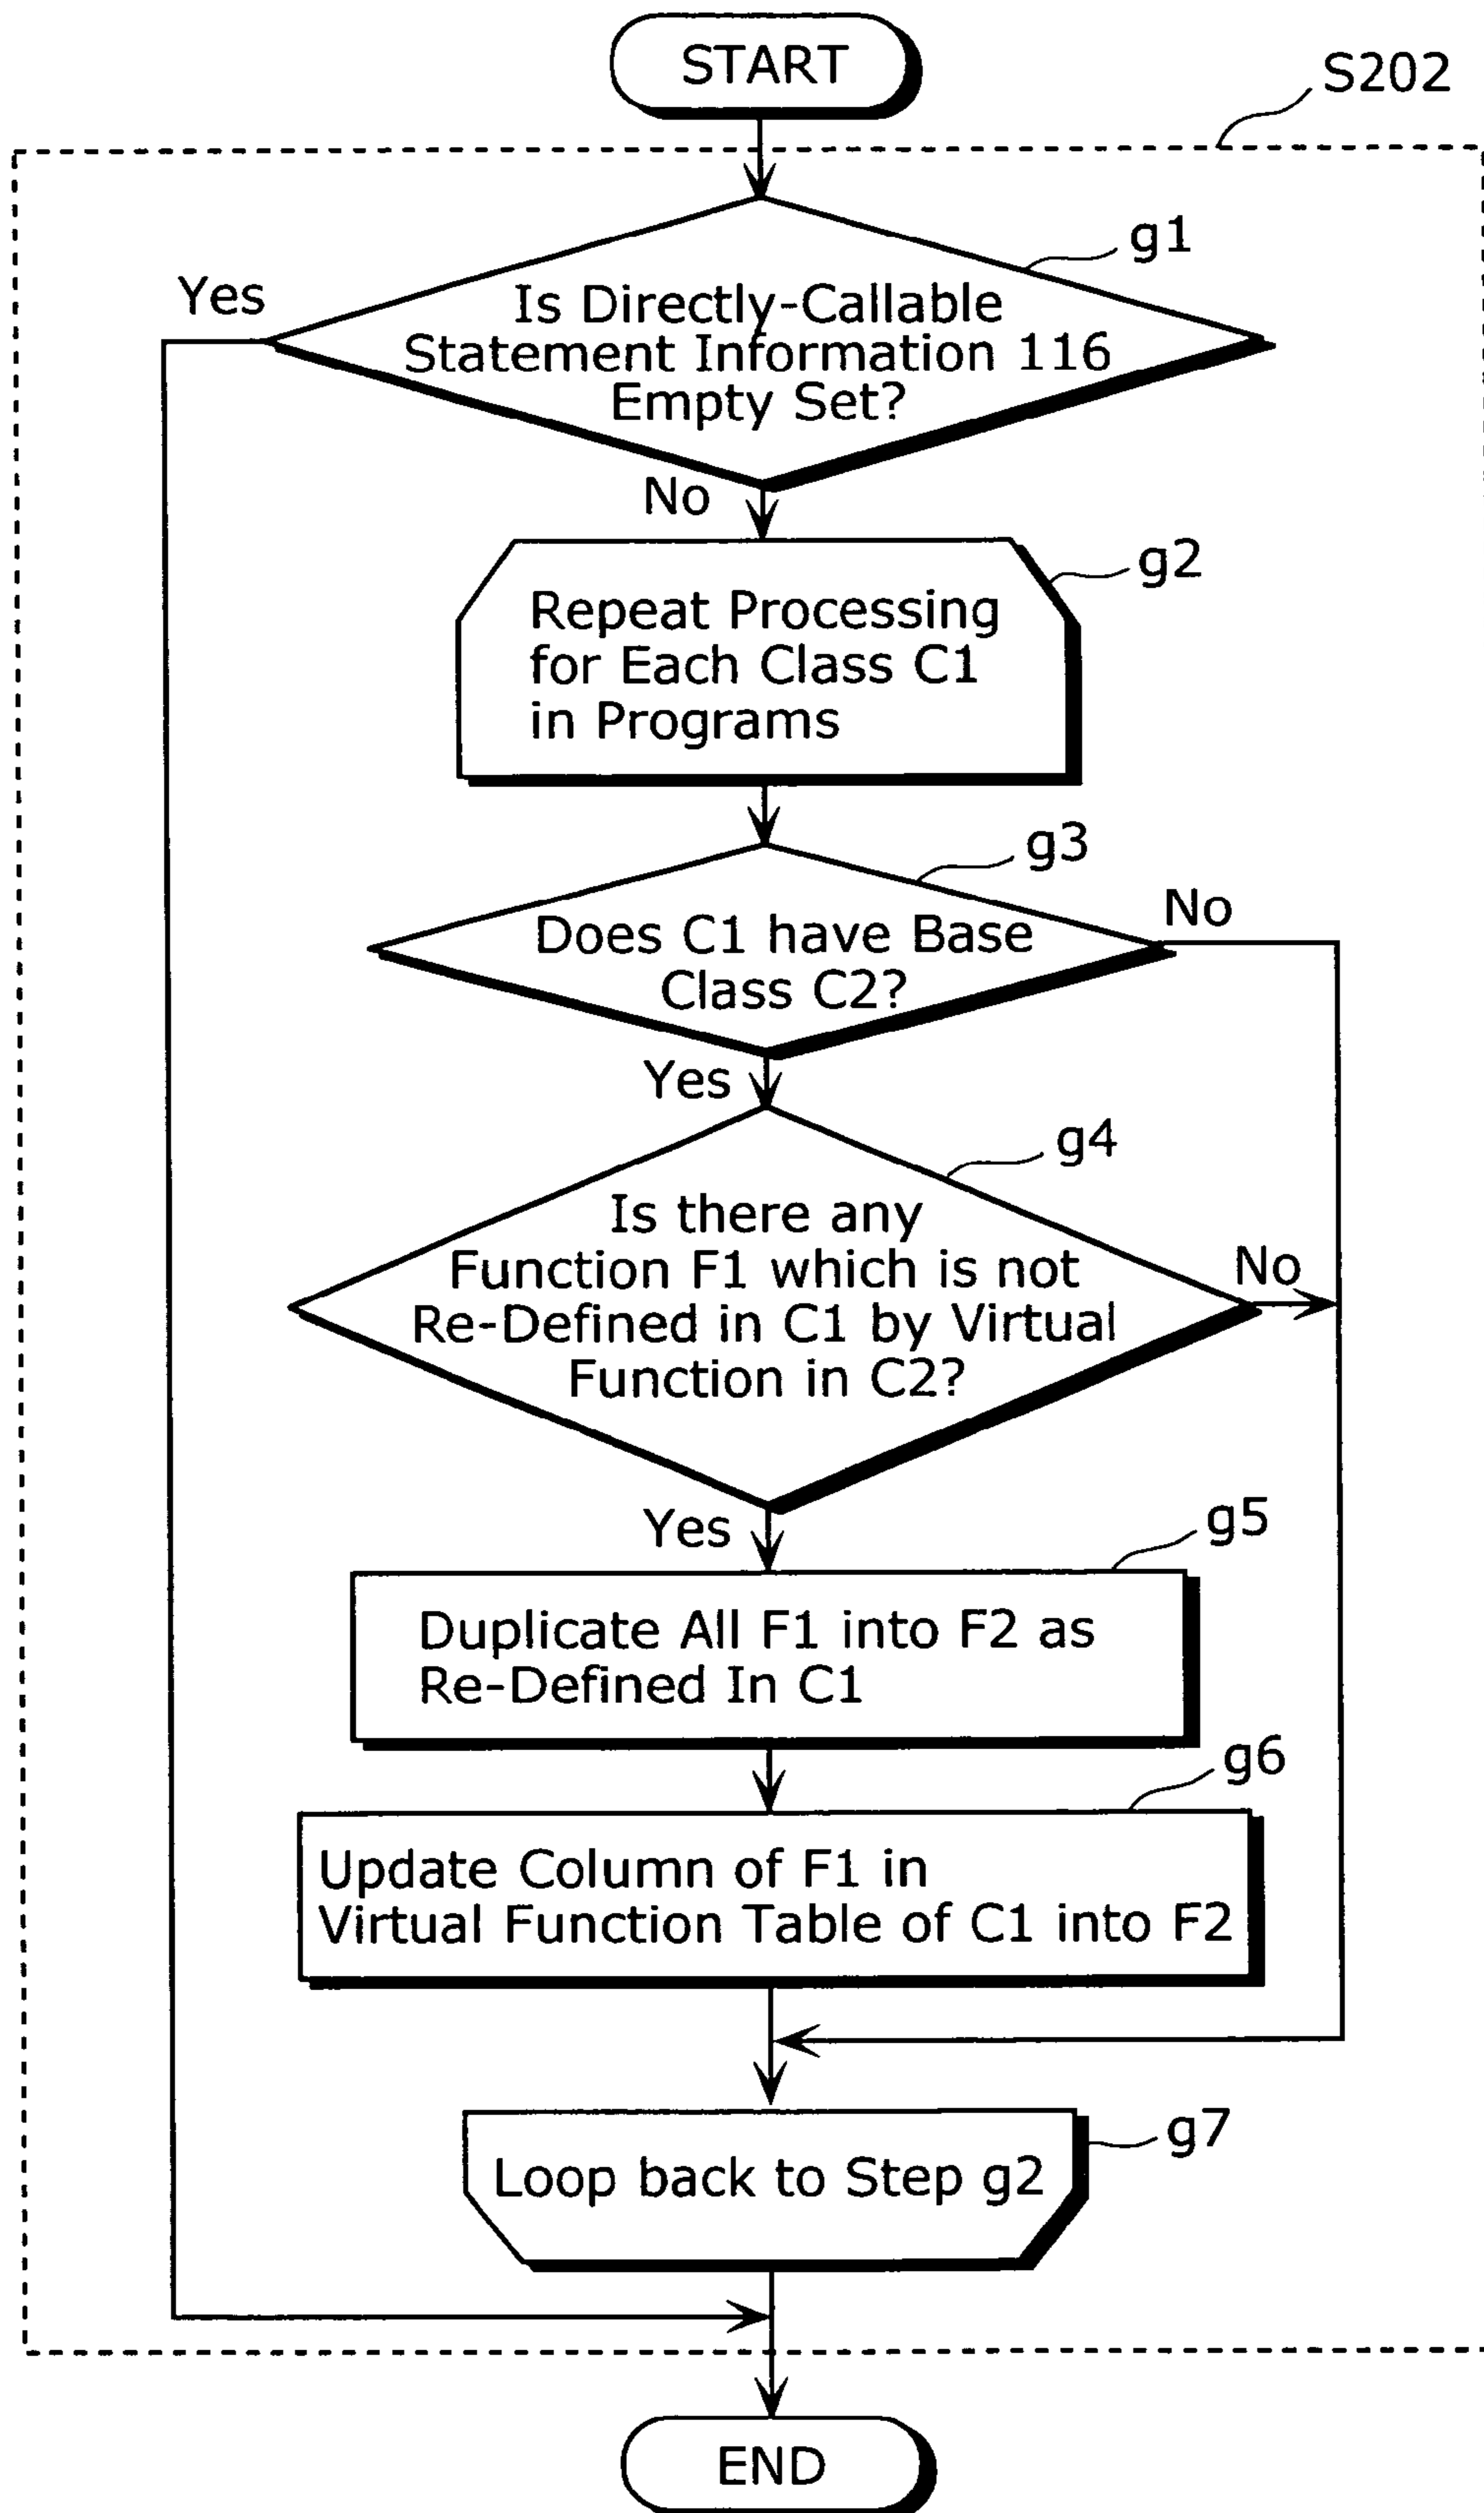 START
S202
g1
Yes
Is Directly-Callable
Statement Information 116
Empty Set?
No
g2
Repeat Processing
for Each Class C1
in Programs
g3
No
Does C1 have Base
Class C2?
Yes
g4
Is there any
Function F1 which is not
Re-Defined in C1 by Virtual
Function in C2?
No
Yes
g5
Duplicate All F1 into F2 as
Re-Defined In C1
g6
Update Column of F1 in
Virtual Function Table of C1 into F2
g7
Loop back to Step g2
END